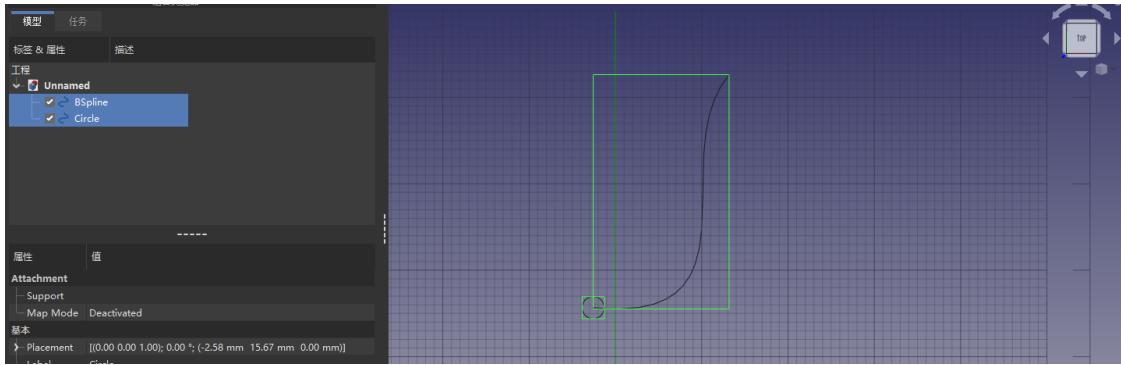 模型 任务
标签 & 属性 描述
工程
Unnamed
BSpline
Circle
TOP
属性 值
Attachment
Support
Map Mode Deactivated
基本
Placement [(0.00 0.00 1.00); 0.00 °; (-2.58 mm 15.67 mm 0.00 mm)]
Label Circle